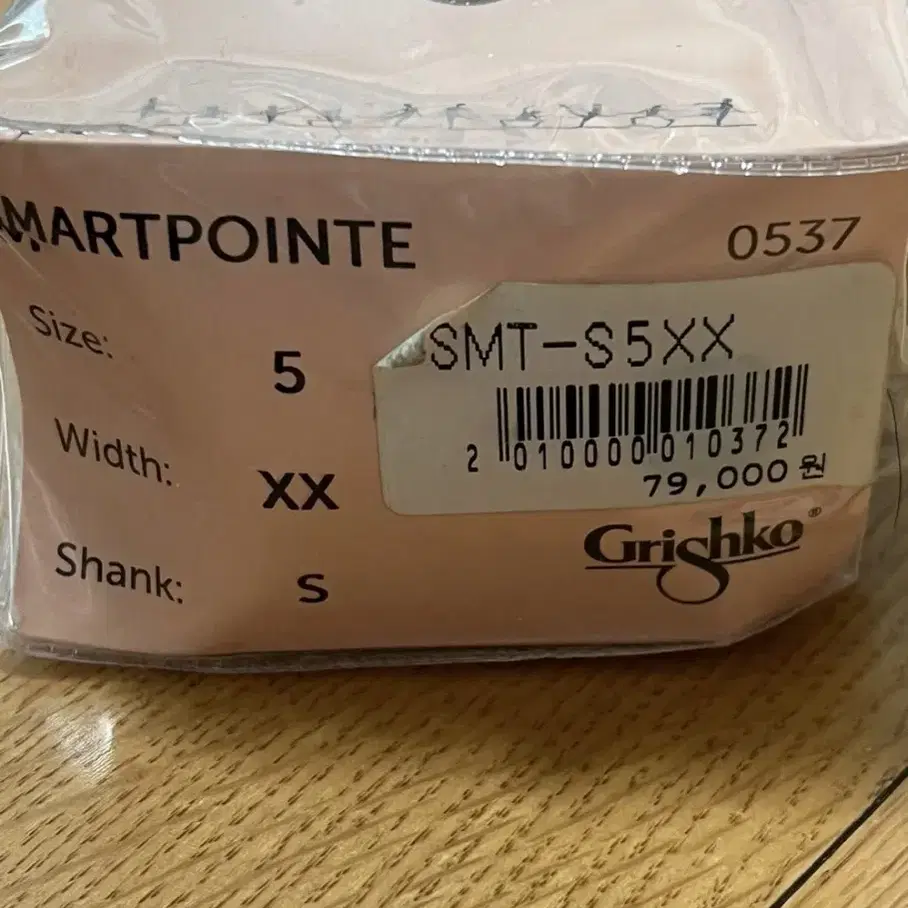 MARTPOINTE
0537
Size: 5
SMT-S5XX
Width: XX
2 010000 010372
79,000 원
Shank: S
Grishko®